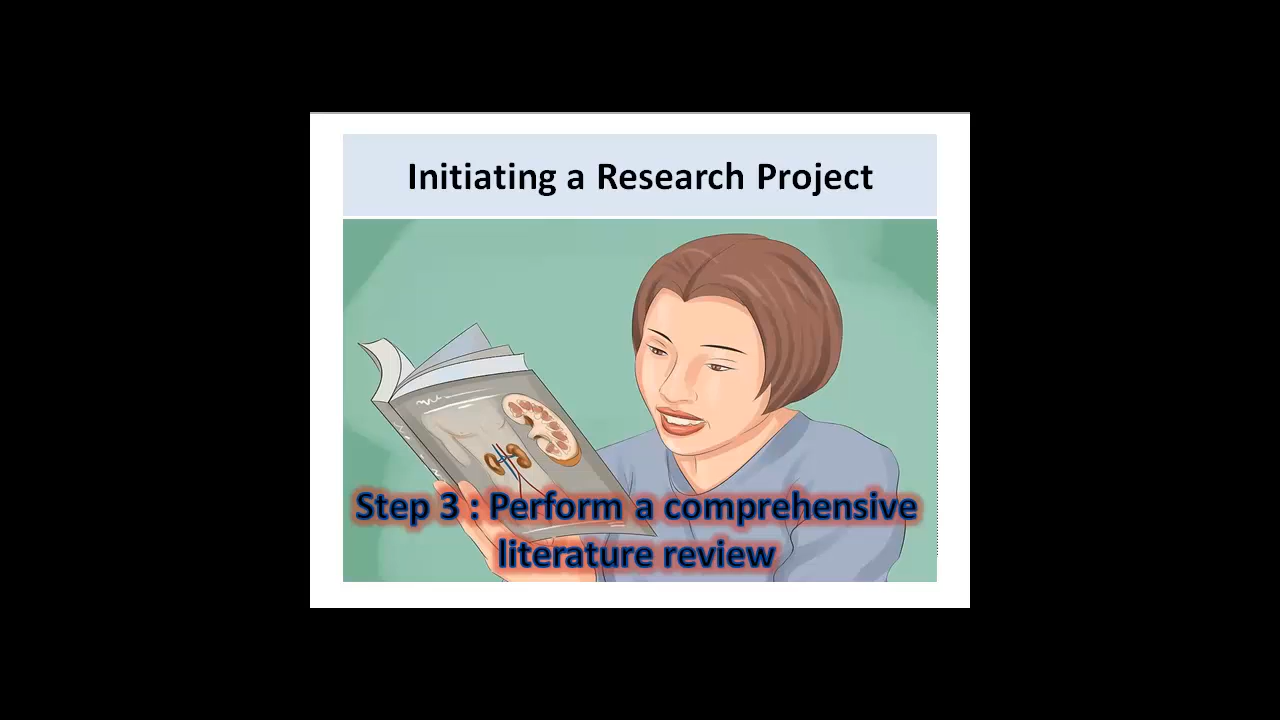 Initiating a Research Project
Step 3 : Perform a comprehensive
literature review